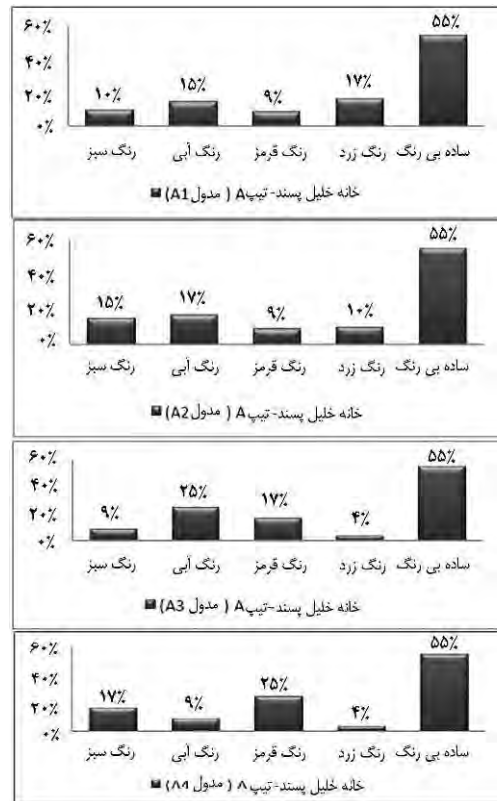 ۶۰%
۴۰%
۲۰%
۰%
۱۰%
۱۵%
۹%
۱۷%
۵۵%
رنگ سبز
رنگ آبی
رنگ قرمز
رنگ زرد
ساده بی رنگ
خانه خلیل پسند- تیپ A ( مدول A1)
۶۰%
۴۰%
۲۰%
۰%
۱۵%
۱۷%
۹%
۱۰%
۵۵%
رنگ سبز
رنگ آبی
رنگ قرمز
رنگ زرد
ساده بی رنگ
خانه خلیل پسند- تیپ A ( مدول A2)
۶۰%
۴۰%
۲۰%
۰%
۹%
۲۵%
۱۷%
۴%
۵۵%
رنگ سبز
رنگ آبی
رنگ قرمز
رنگ زرد
ساده بی رنگ
خانه خلیل پسند-تیپ A ( مدول A3)
۶۰%
۴۰%
۲۰%
۰%
۱۷%
۹%
۲۵%
۴%
۵۵%
رنگ سبز
رنگ آبی
رنگ قرمز
رنگ زرد
ساده بی رنگ
خانه خلیل پسند-تیپ A ( مدول A4)